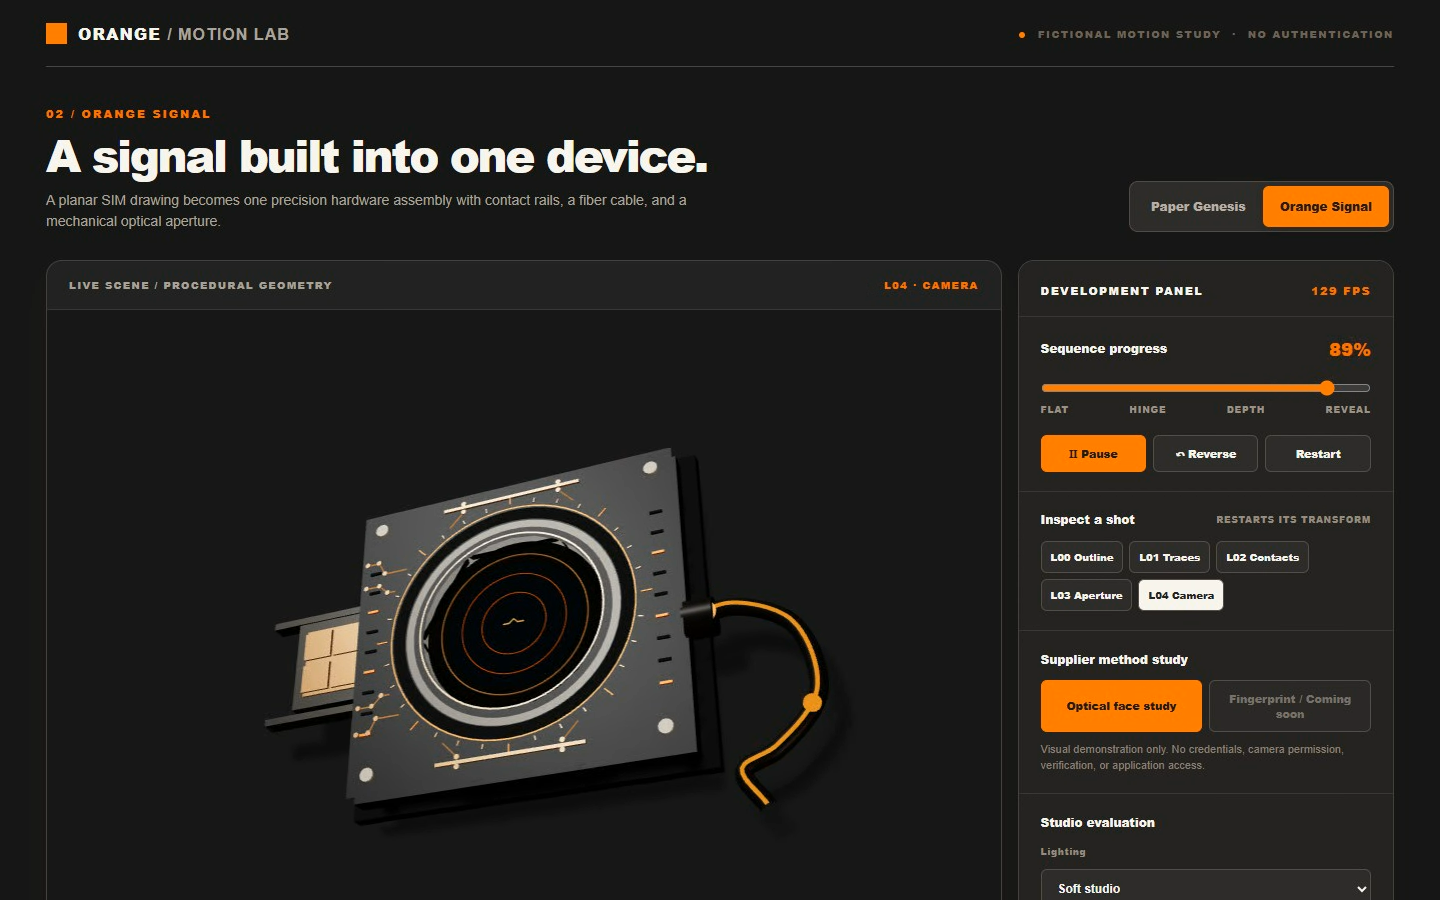 ORANGE / MOTION LAB
FICTIONAL MOTION STUDY · NO AUTHENTICATION
02 / ORANGE SIGNAL
A signal built into one device.
A planar SIM drawing becomes one precision hardware assembly with contact rails, a fiber cable, and a
mechanical optical aperture.
Paper Genesis
Orange Signal
LIVE SCENE / PROCEDURAL GEOMETRY
L04 · CAMERA
DEVELOPMENT PANEL
129 FPS
Sequence progress
89%
FLAT
HINGE
DEPTH
REVEAL
II Pause
↶ Reverse
Restart
Inspect a shot
RESTARTS ITS TRANSFORM
L00 Outline
L01 Traces
L02 Contacts
L03 Aperture
L04 Camera
Supplier method study
Optical face study
Fingerprint / Coming
soon
Visual demonstration only. No credentials, camera permission,
verification, or application access.
Studio evaluation
Lighting
Soft studio